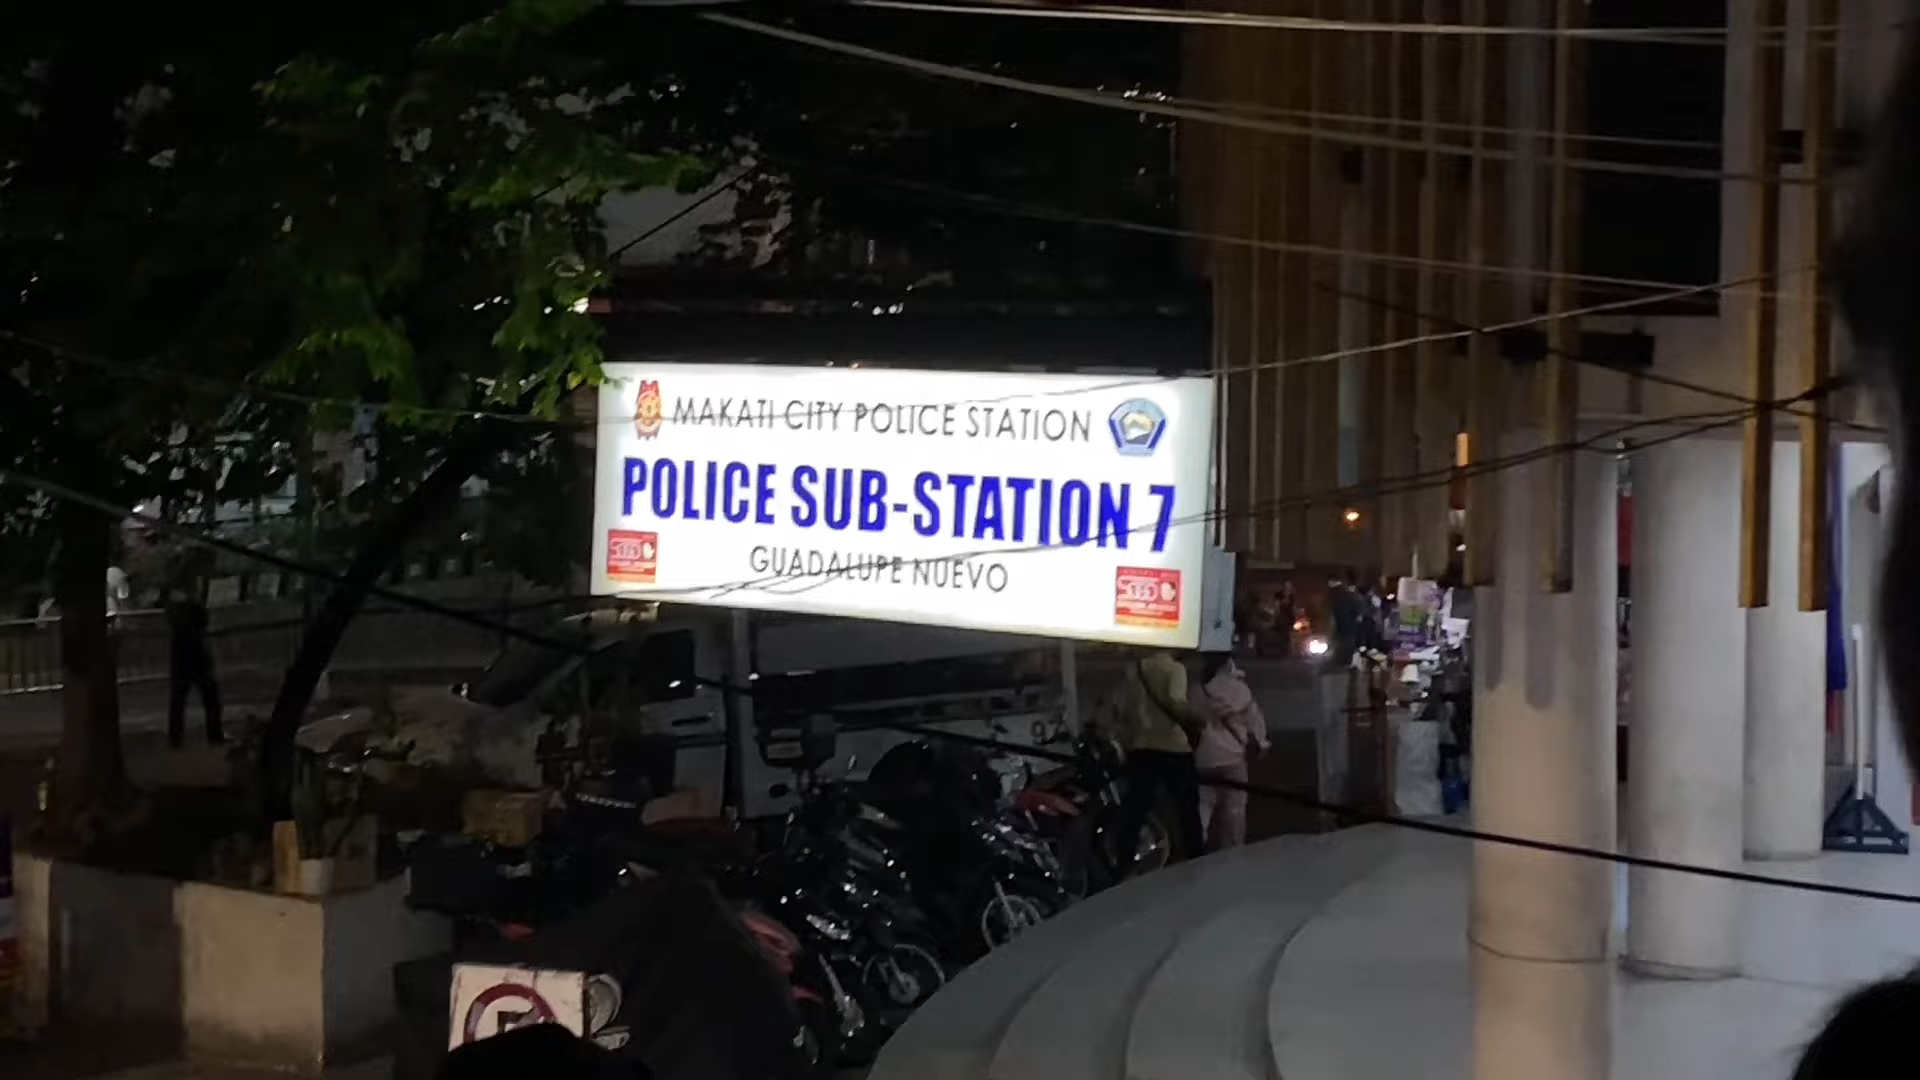 MAKATI CITY POLICE STATION
POLICE SUB-STATION 7
GUADALUPE NUEVO